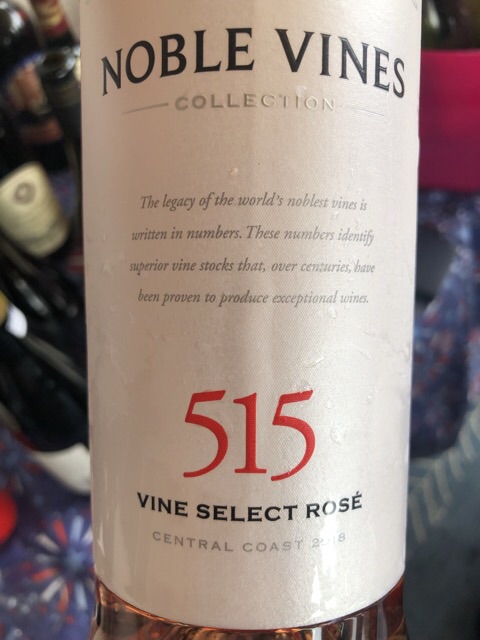 NOBLE VINES
COLLECTION
The legacy of the world's noblest vines is
written in numbers. These numbers identify
superior vine stocks that, over centuries, have
been proven to produce exceptional wines.
515
VINE SELECT ROSÉ
CENTRAL COAST 2018